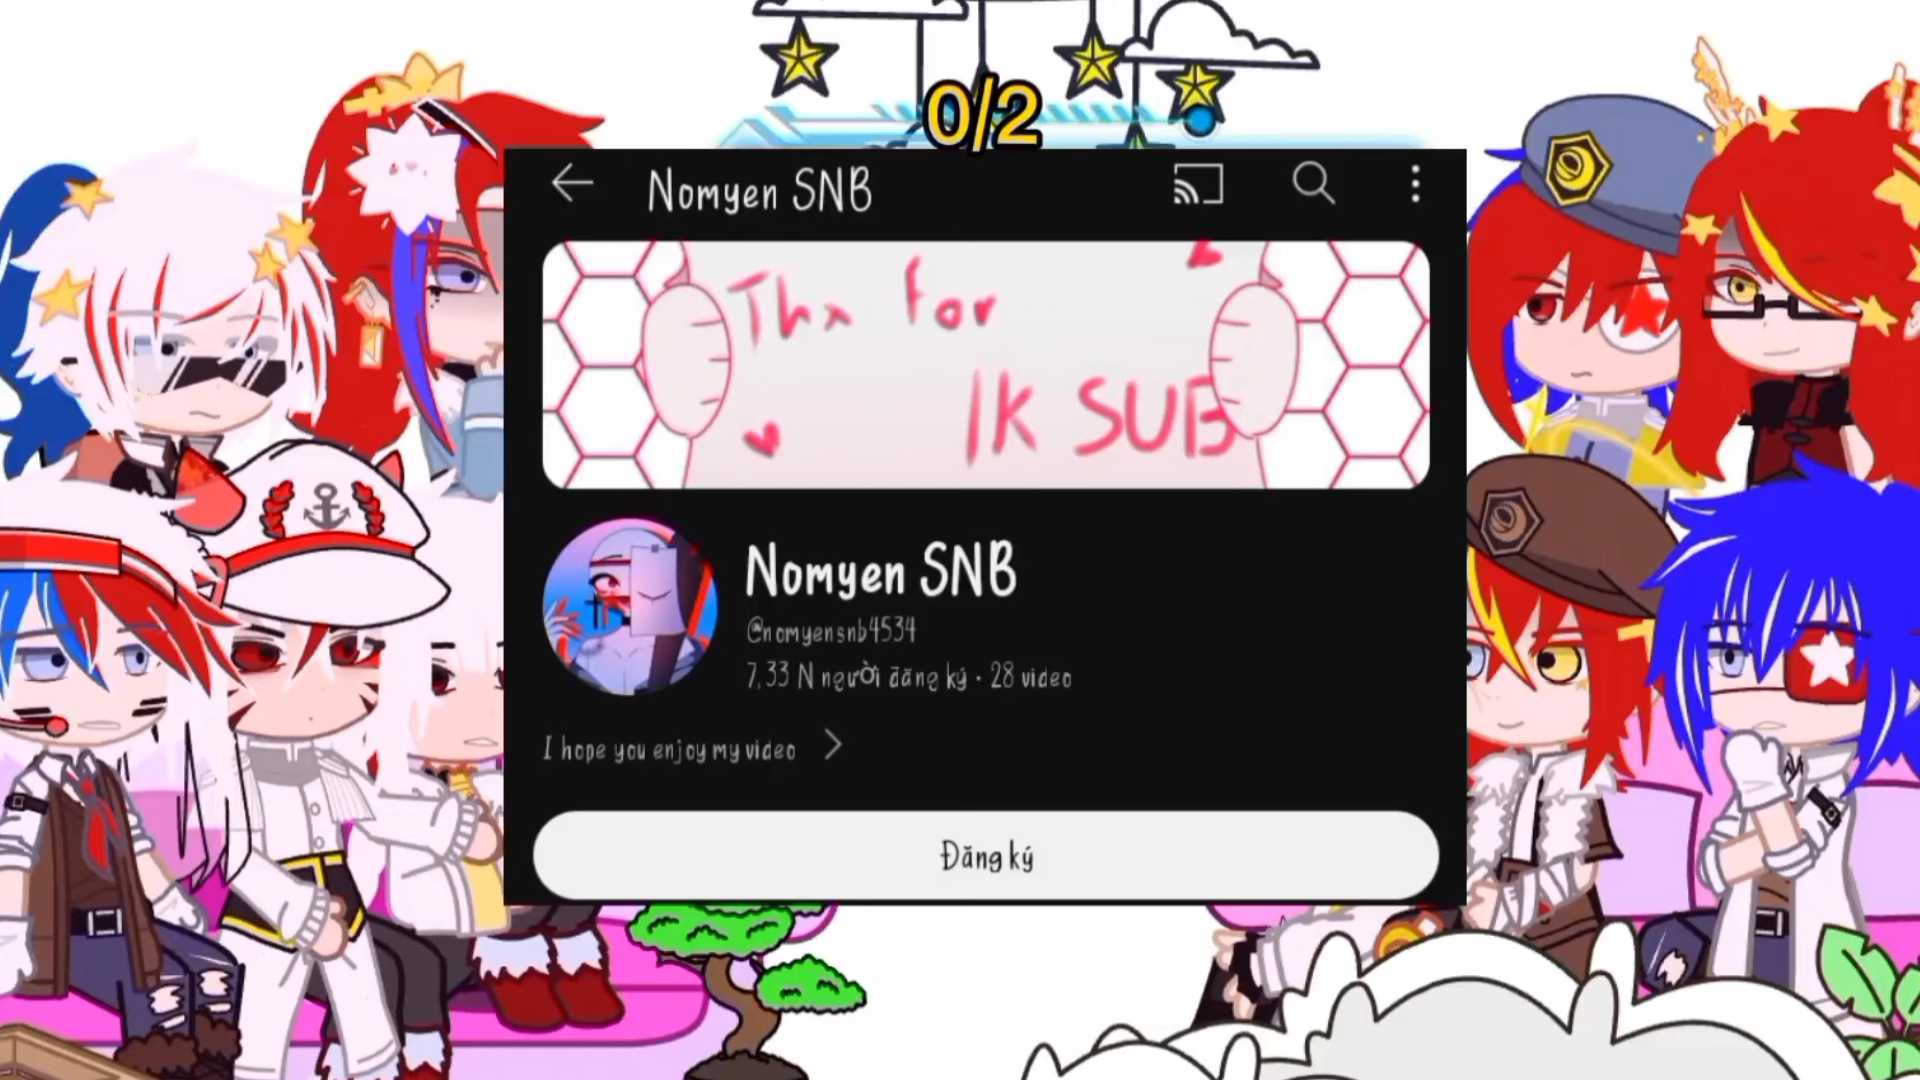 0/2
Nomyen SNB
Thx for
1K SUB
Nomyen SNB
@nomyensnb4534
7,33 N người đăng ký · 28 video
I hope you enjoy my video
Đăng ký